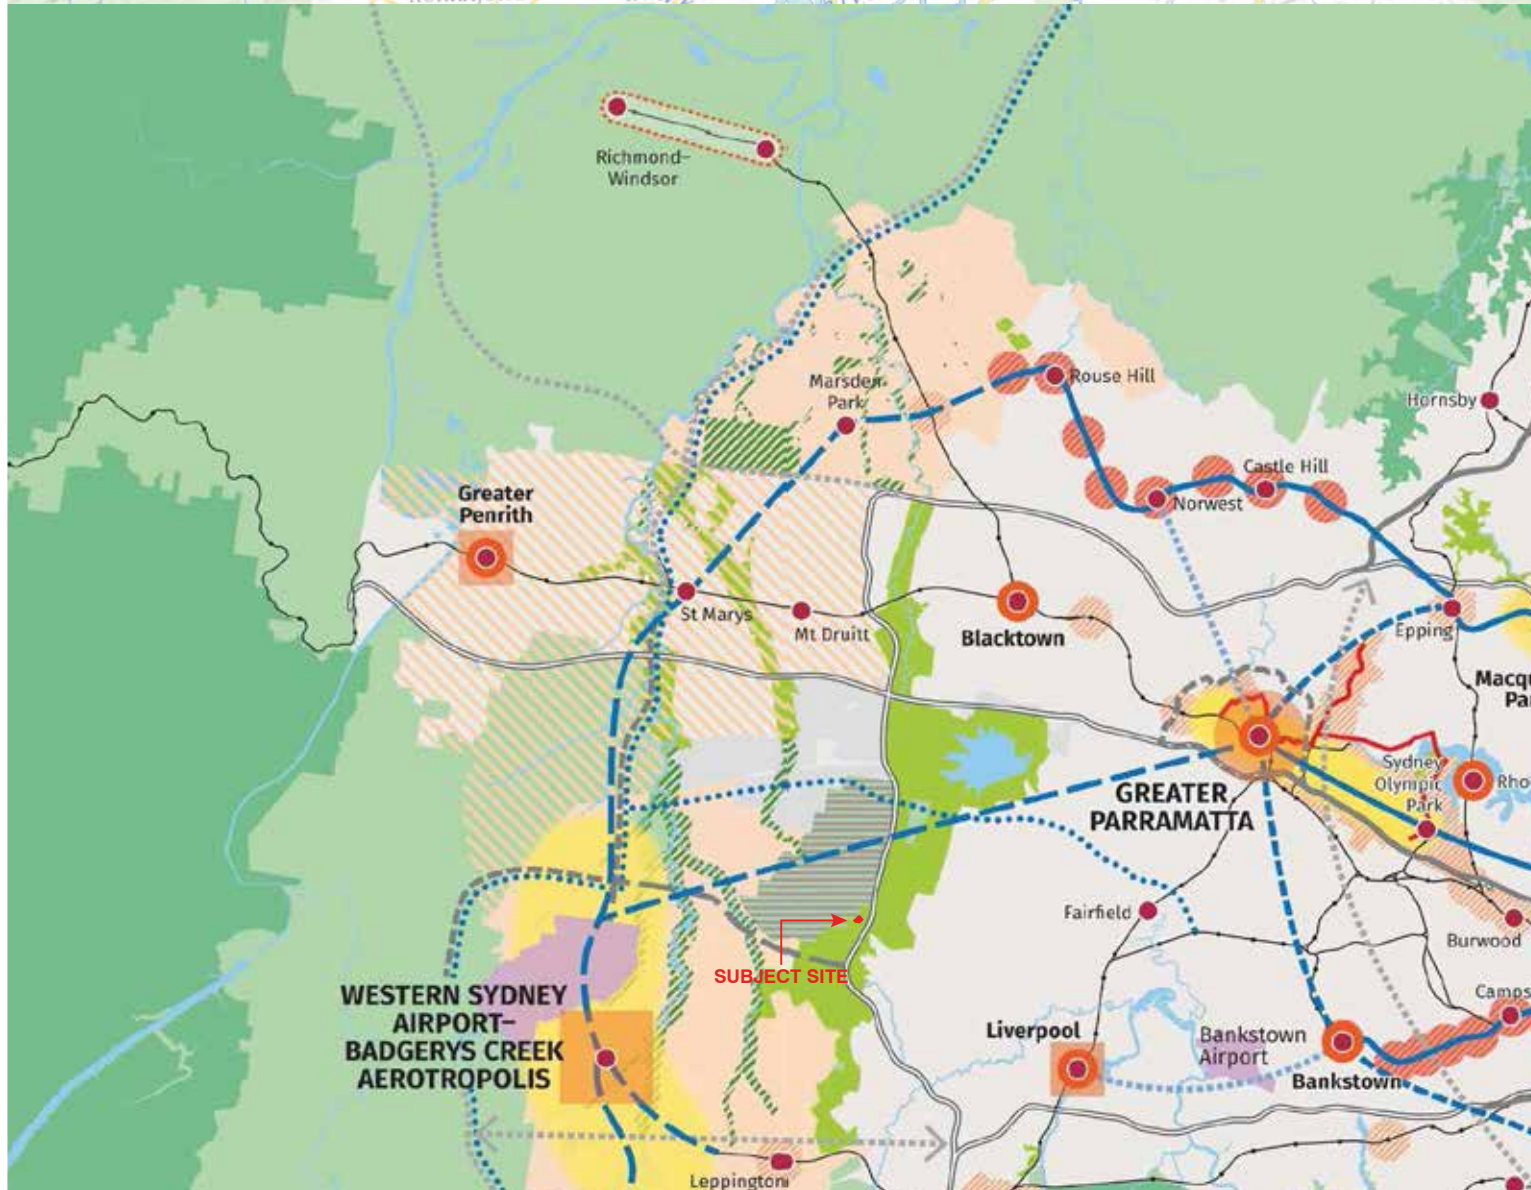 Richmond–
Windsor
Marsden
Park
Rouse Hill
Hornsby
Castle Hill
Norwest
Greater
Penrith
St Marys
Mt Druitt
Blacktown
Epping
Macqu
Pa
Sydney
Olympic
Park
Rho
GREATER
PARRAMATTA
Fairfield
Burwood
SUBJECT SITE
WESTERN SYDNEY
AIRPORT–
BADGERYS CREEK
AEROTROPOLIS
Camps
Liverpool
Bankstown
Airport
Bankstown
Leppington